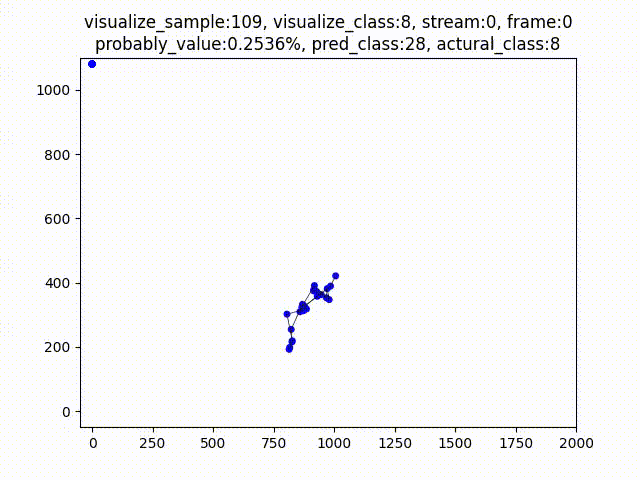 visualize_sample:109, visualize_class:8, stream:0, frame:0
probably_value:0.2536%, pred_class:28, actural_class:8
1000
800
600
400
200
0
0 250 500 750 1000 1250 1500 1750 2000